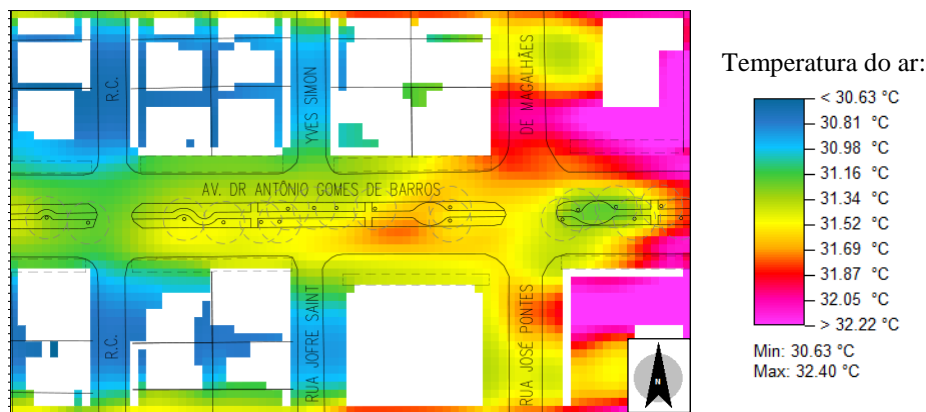 R.C.
YVES SIMON
DE MAGALHÃES
AV. DR ANTÔNIO GOMES DE BARROS
R.C.
RUA JOFRE SAINT
RUA JOSÉ PONTES
N
Temperatura do ar:
< 30.63 °C
30.81 °C
30.98 °C
31.16 °C
31.34 °C
31.52 °C
31.69 °C
31.87 °C
32.05 °C
> 32.22 °C
Min: 30.63 °C
Max: 32.40 °C